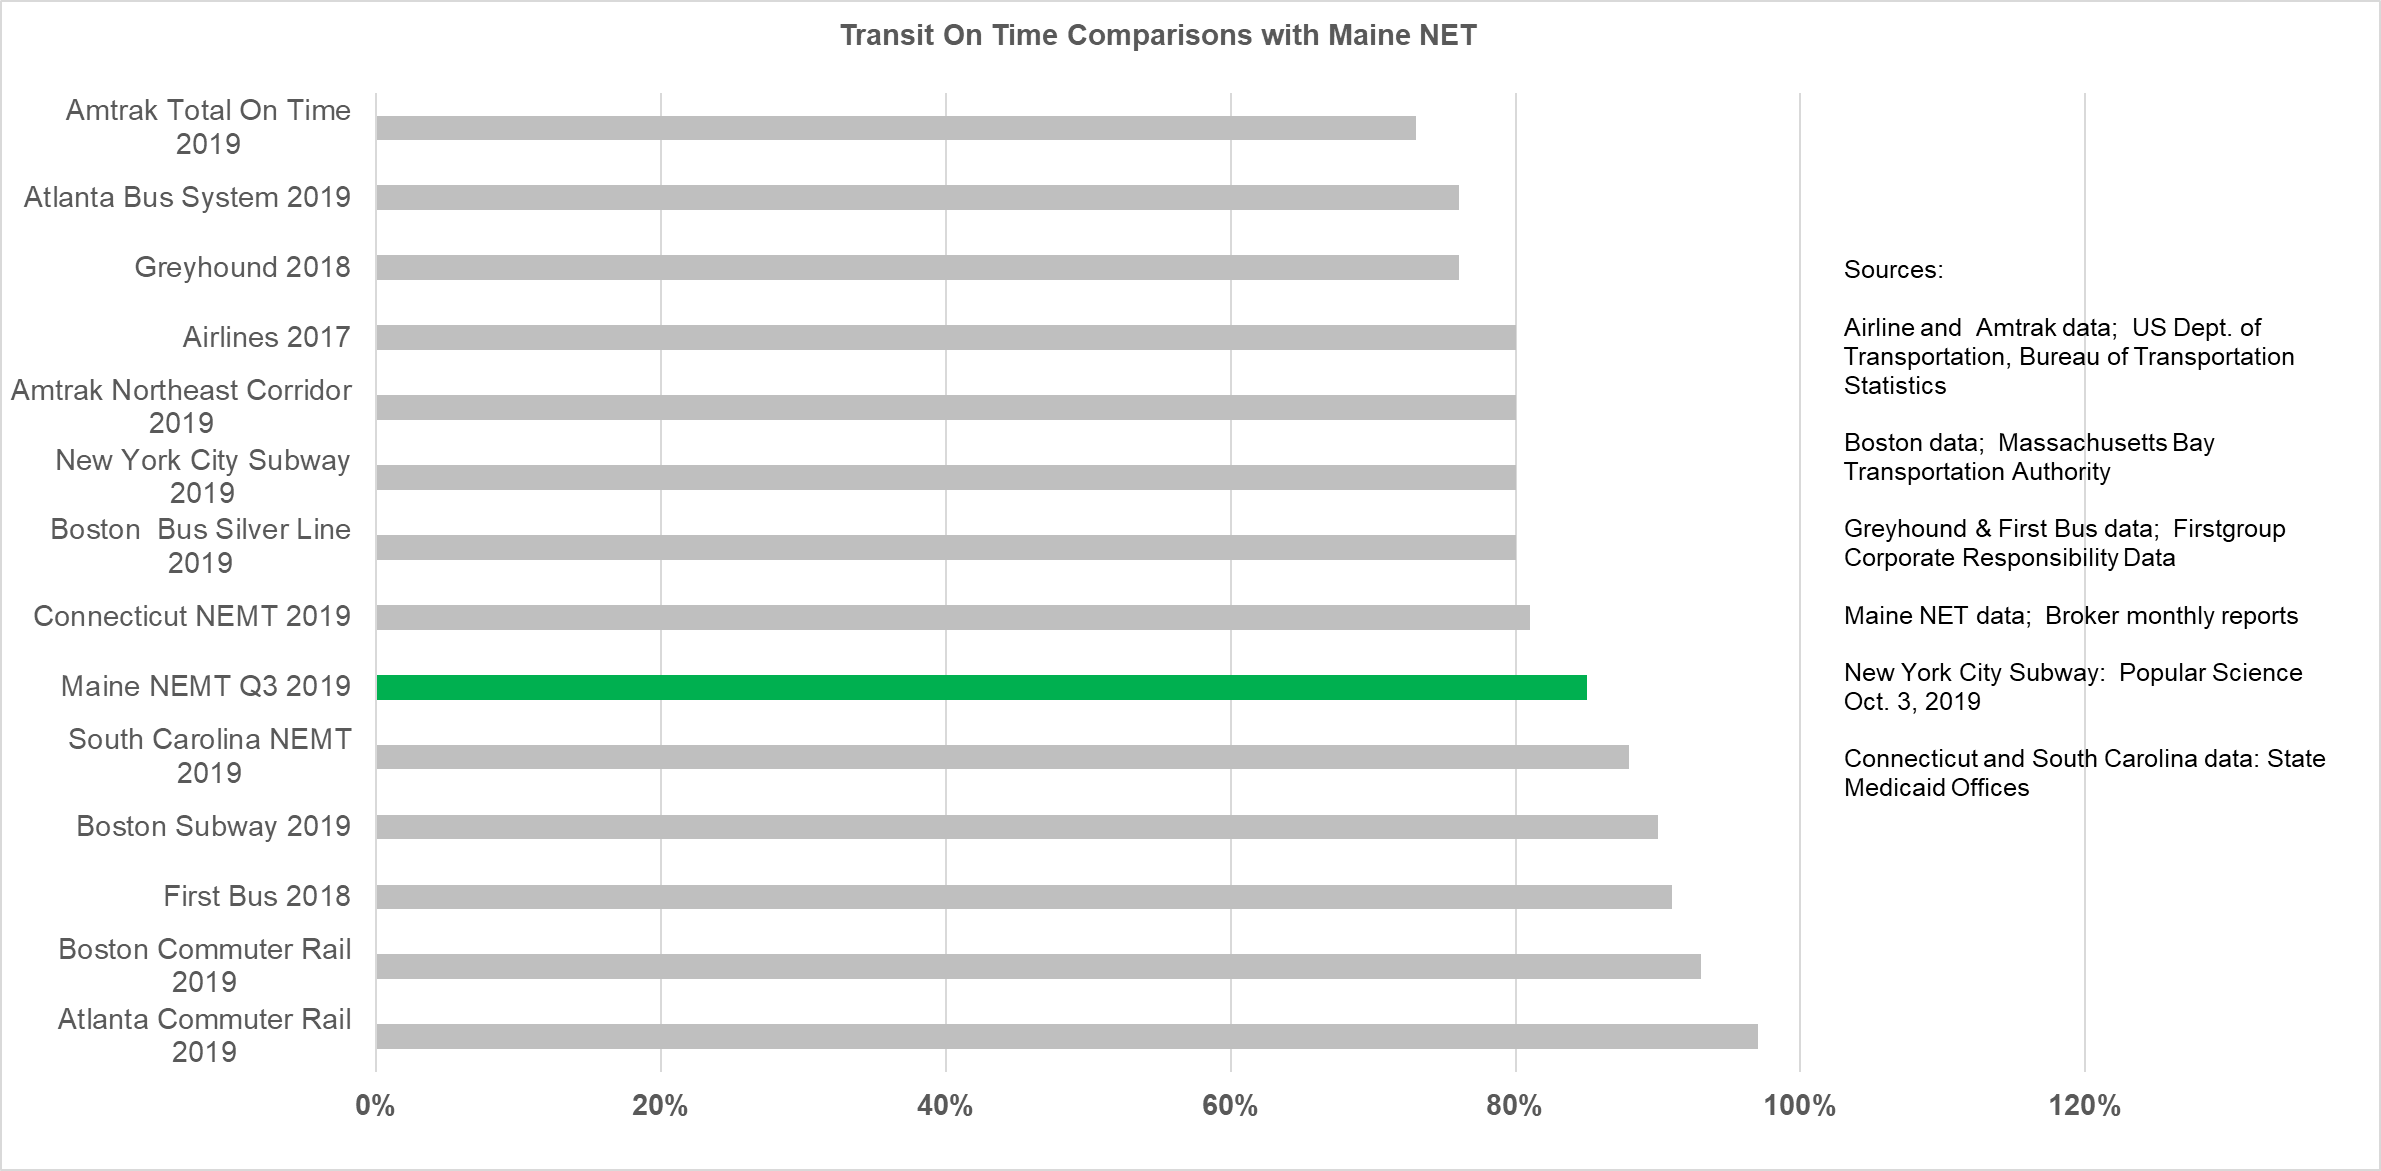 Transit On Time Comparisons with Maine NET
Amtrak Total On Time
2019
Atlanta Bus System 2019
Greyhound 2018
Airlines 2017
Amtrak Northeast Corridor
2019
New York City Subway
2019
Boston  Bus Silver Line
2019
Connecticut NEMT 2019
Maine NEMT Q3 2019
South Carolina NEMT
2019
Boston Subway 2019
First Bus 2018
Boston Commuter Rail
2019
Atlanta Commuter Rail
2019
0%
20%
40%
60%
80%
100%
120%
Sources:
Airline and  Amtrak data;  US Dept. of
Transportation, Bureau of Transportation
Statistics
Boston data;  Massachusetts Bay
Transportation Authority
Greyhound & First Bus data;  Firstgroup
Corporate Responsibility Data
Maine NET data;  Broker monthly reports
New York City Subway:  Popular Science
Oct. 3, 2019
Connecticut and South Carolina data: State
Medicaid Offices